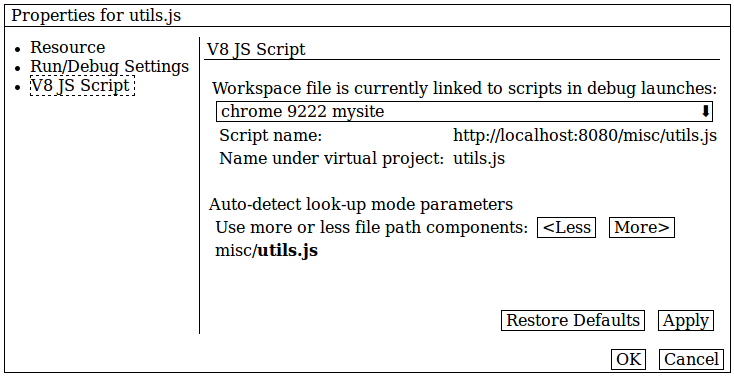 Properties for utils.js
Resource
Run/Debug Settings
V8 JS Script
V8 JS Script
Workspace file is currently linked to scripts in debug launches:
chrome 9222 mysite
Script name: http://localhost:8080/misc/utils.js
Name under virtual project: utils.js
Auto-detect look-up mode parameters
Use more or less file path components: <Less More>
misc/utils.js
Restore Defaults Apply
OK Cancel